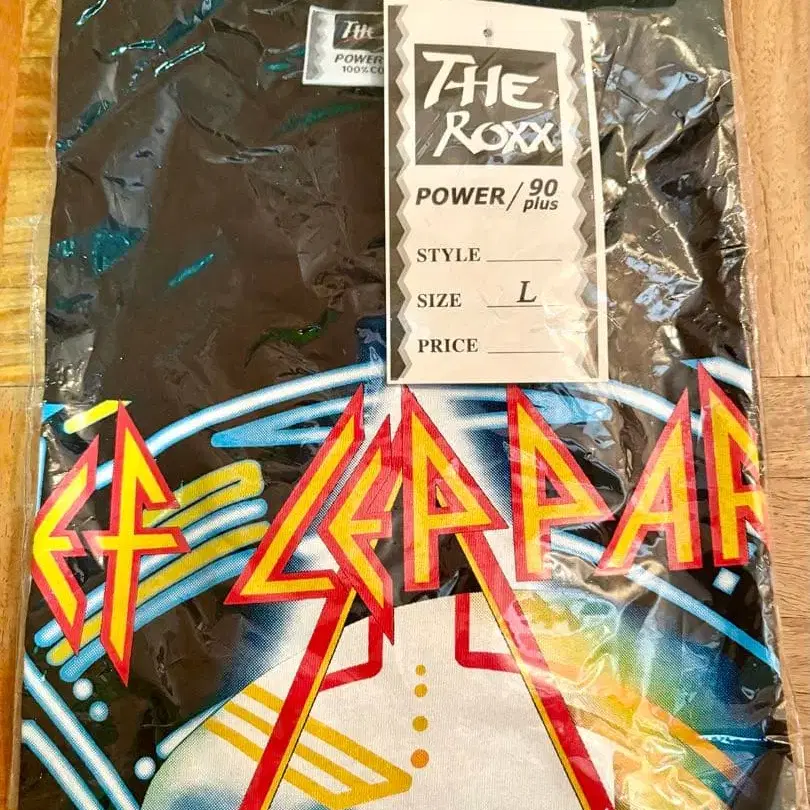 THE
POWER
100% CO
THE
ROXX
POWER/90
plus
STYLE
SIZE L
PRICE
EF LEPPAR